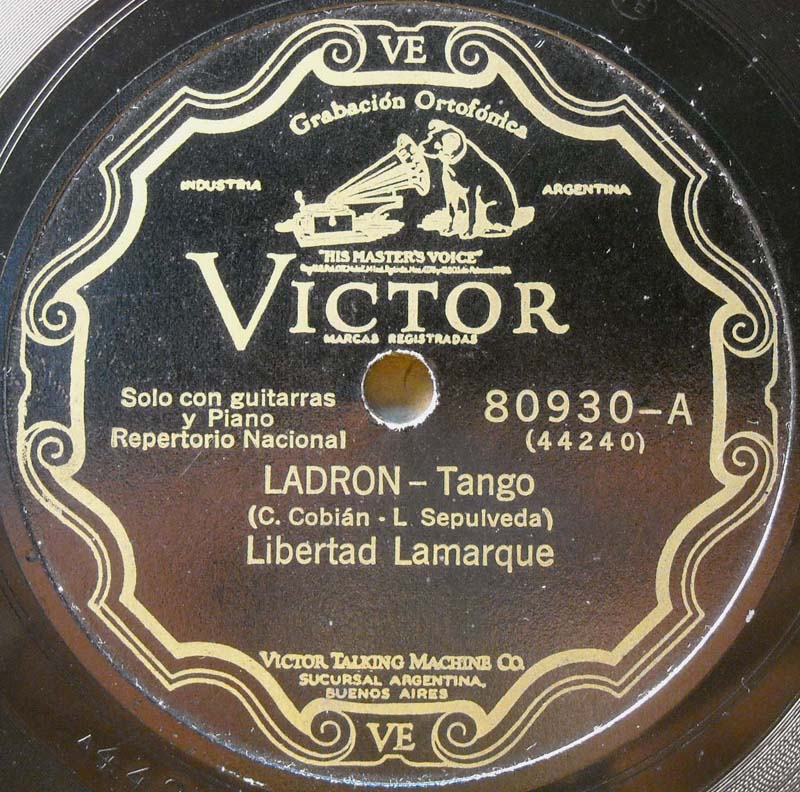 VE
Grabación Ortofónica
INDUSTRIA
ARGENTINA
"HIS MASTER'S VOICE"
VICTOR
MARCAS REGISTRADAS
Solo con guitarras
y Piano
Repertorio Nacional
80930-A
(44240)
LADRON - Tango
(C. Cobián - L. Sepulveda)
Libertad Lamarque
VICTOR TALKING MACHINE CO.
SUCURSAL ARGENTINA,
BUENOS AIRES
VE